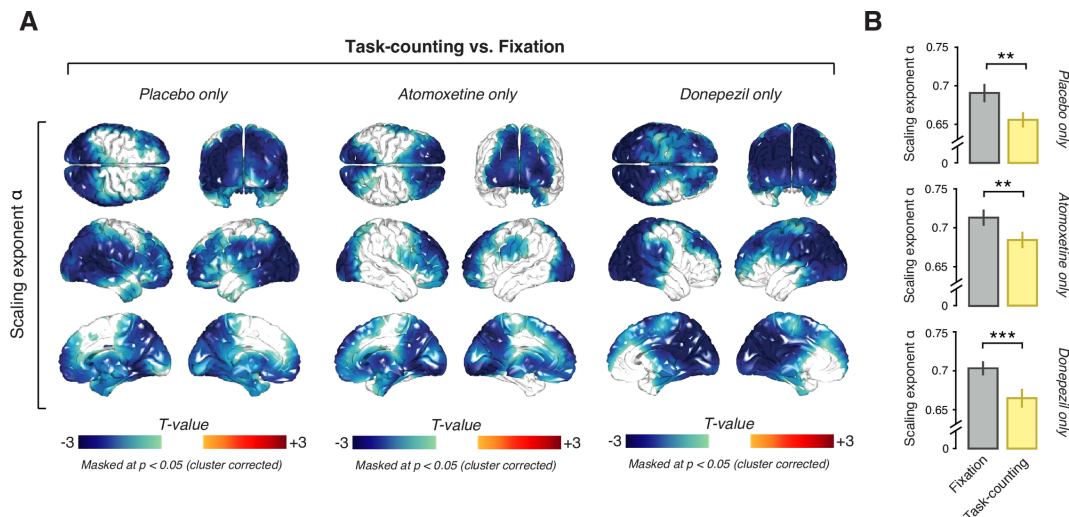 A
Task-counting vs. Fixation
Placebo only
Atomoxetine only
Donepezil only
Scaling exponent α
T-value
-3
+3
Masked at p < 0.05 (cluster corrected)
T-value
-3
+3
Masked at p < 0.05 (cluster corrected)
T-value
-3
+3
Masked at p < 0.05 (cluster corrected)
B
Scaling exponent α
0.75
0.7
0.65
0
**
Placebo only
Scaling exponent α
0.75
0.7
0.65
0
**
Atomoxetine only
Scaling exponent α
0.75
0.7
0.65
0
***
Donepezil only
Fixation
Task-counting